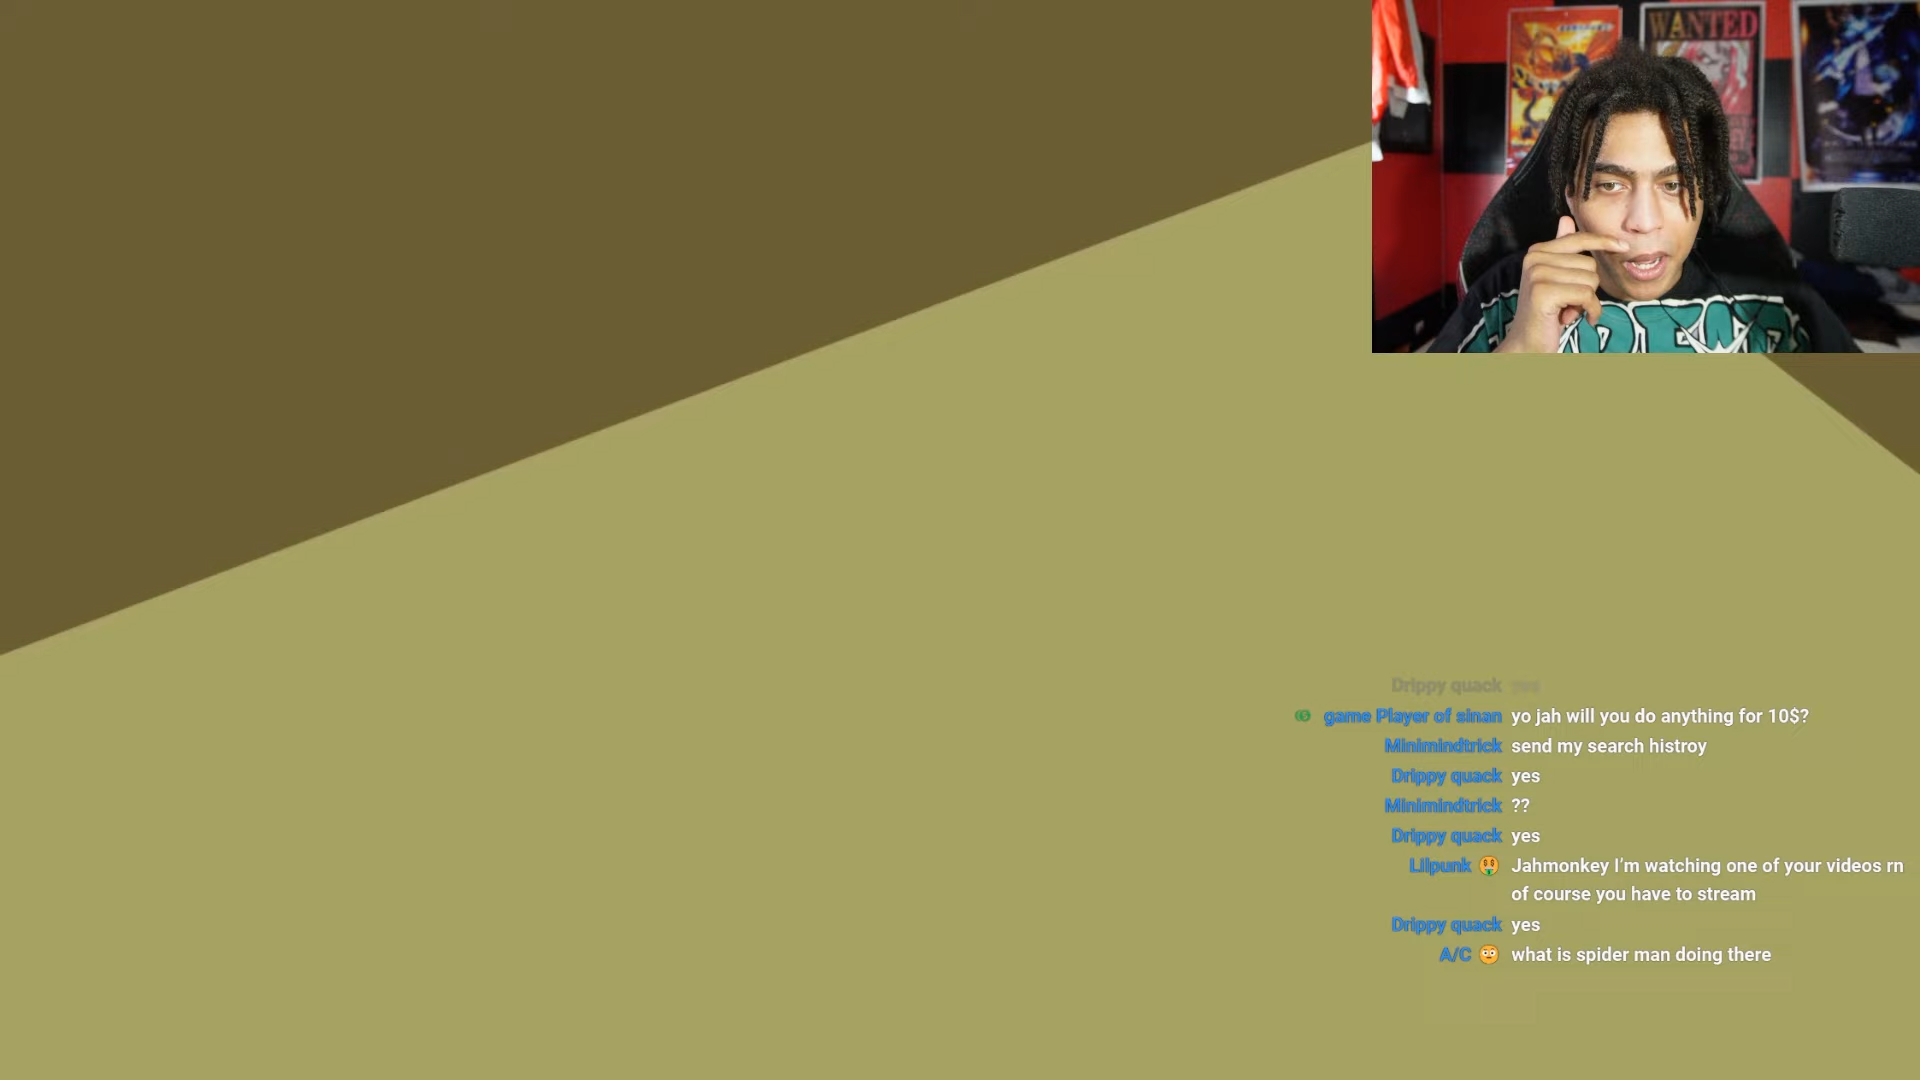 WANTED
Drippy quack yes
game Player of sinan yo jah will you do anything for 10$?
Minimindtrick send my search histroy
Drippy quack yes
Minimindtrick ??
Drippy quack yes
Lilpunk 🤑 Jahmonkey I’m watching one of your videos rn
of course you have to stream
Drippy quack yes
A/C 😳 what is spider man doing there